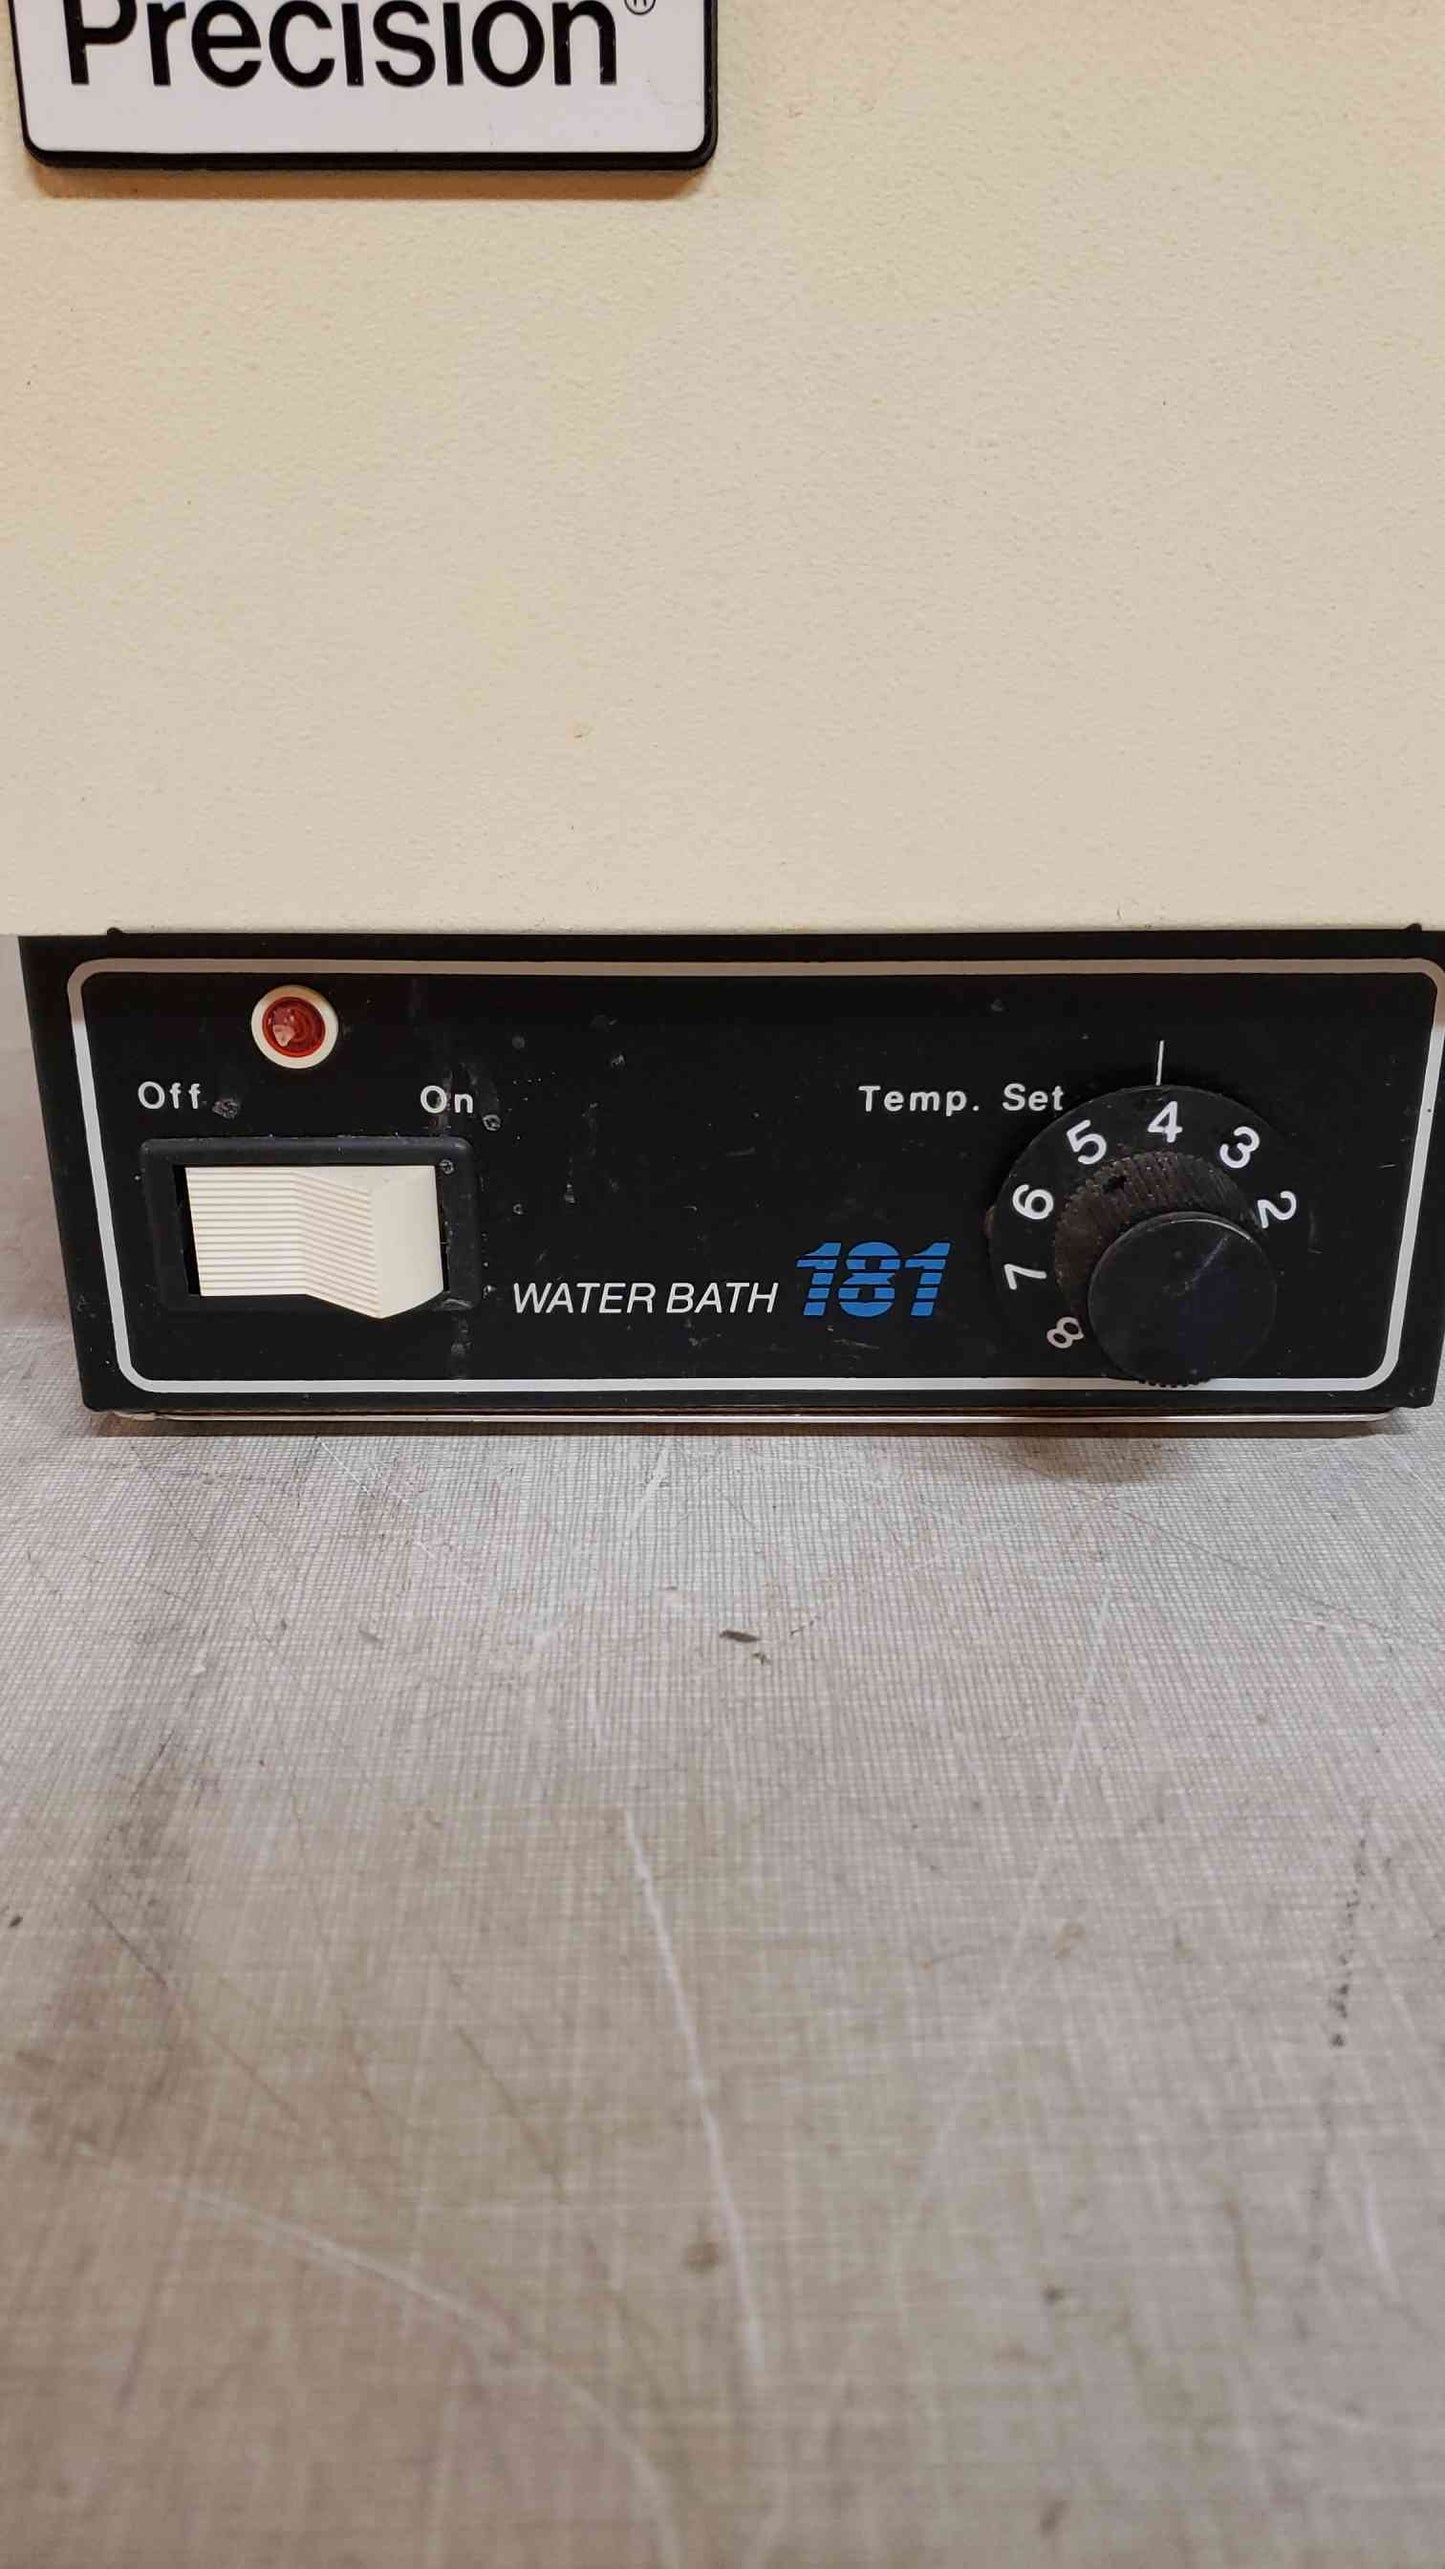 Precision®
Off On
Temp. Set
5 4 3
6 2
7
8
WATER BATH 181